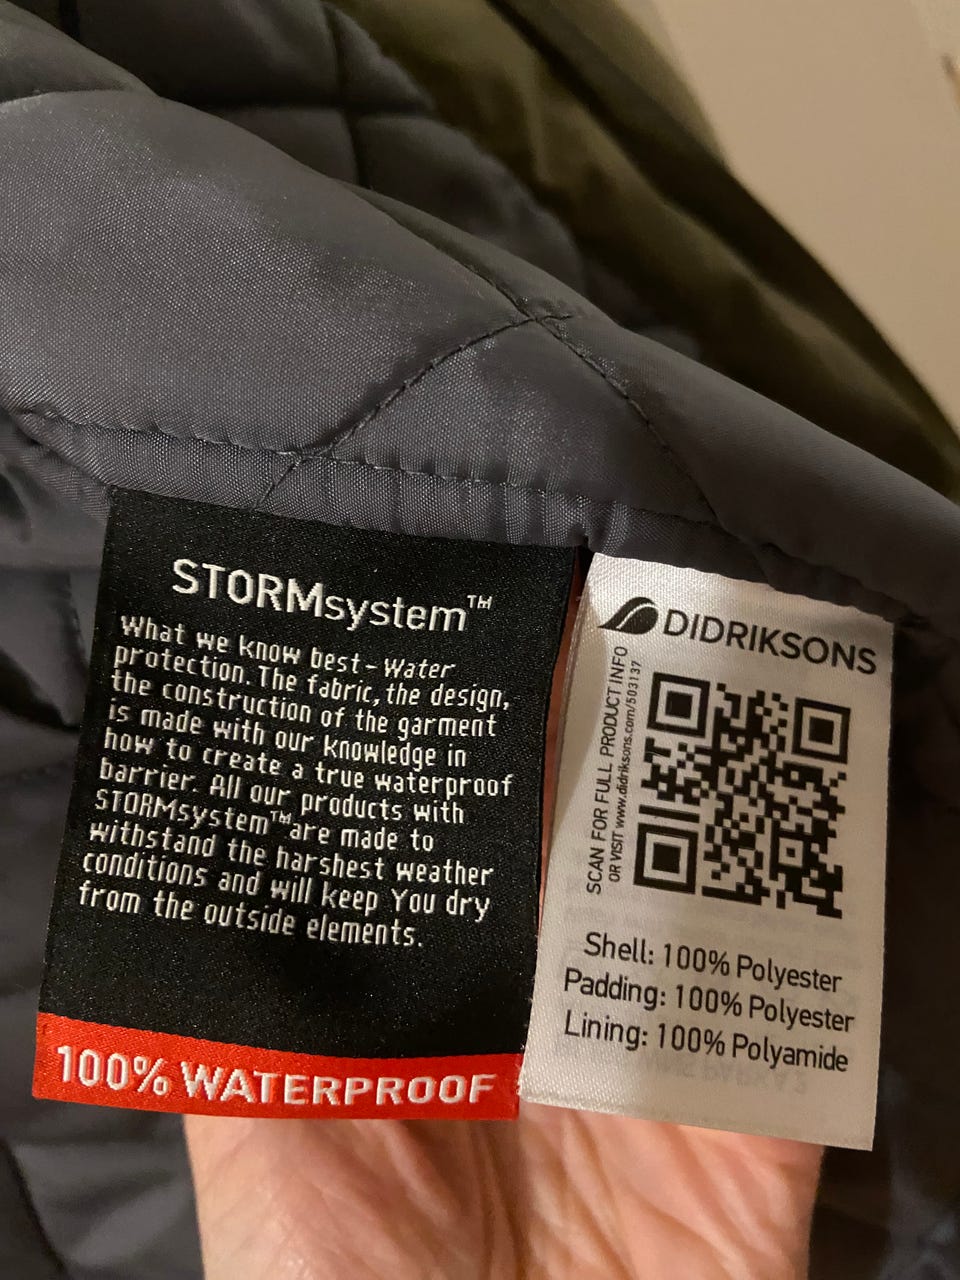 STORMsystem™
What we know best - Water
protection. The fabric, the design,
the construction of the garment
is made with our knowledge in
how to create a true waterproof
barrier. All our products with
STORMsystem™ are made to
withstand the harshest weather
conditions and will keep You dry
from the outside elements.
100% WATERPROOF
DIDRIKSONS
SCAN FOR FULL PRODUCT INFO
OR VISIT www.didriksons.com/503137
Shell: 100% Polyester
Padding: 100% Polyester
Lining: 100% Polyamide